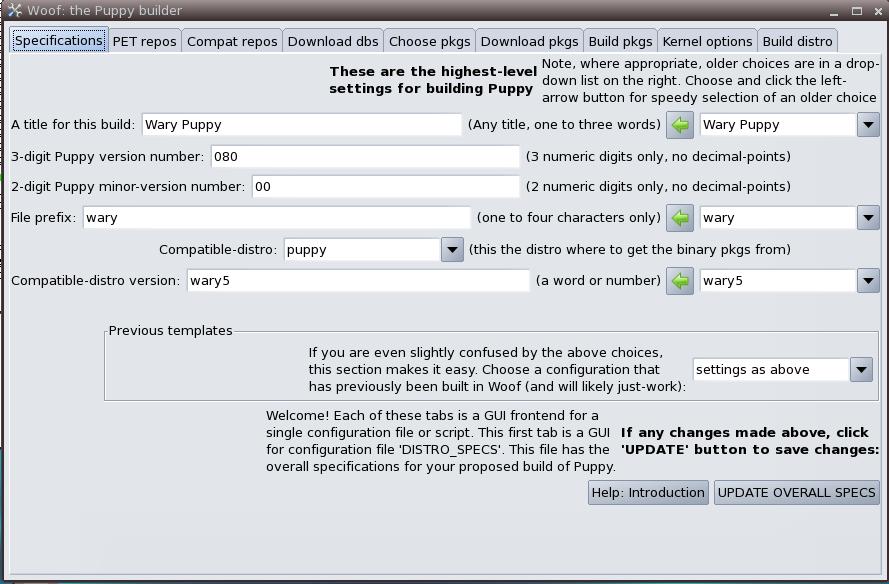 Woof: the Puppy builder
Specifications PET repos Compat repos Download dbs Choose pkgs Download pkgs Build pkgs Kernel options Build distro
These are the highest-level
settings for building Puppy
Note, where appropriate, older choices are in a drop-
down list on the right. Choose and click the left-
arrow button for speedy selection of an older choice
A title for this build: Wary Puppy (Any title, one to three words) Wary Puppy
3-digit Puppy version number: 080 (3 numeric digits only, no decimal-points)
2-digit Puppy minor-version number: 00 (2 numeric digits only, no decimal-points)
File prefix: wary (one to four characters only) wary
Compatible-distro: puppy (this the distro where to get the binary pkgs from)
Compatible-distro version: wary5 (a word or number) wary5
Previous templates
If you are even slightly confused by the above choices,
this section makes it easy. Choose a configuration that
has previously been built in Woof (and will likely just-work):
settings as above
Welcome! Each of these tabs is a GUI frontend for a
single configuration file or script. This first tab is a GUI
for configuration file 'DISTRO_SPECS'. This file has the
overall specifications for your proposed build of Puppy.
If any changes made above, click
'UPDATE' button to save changes:
Help: Introduction UPDATE OVERALL SPECS